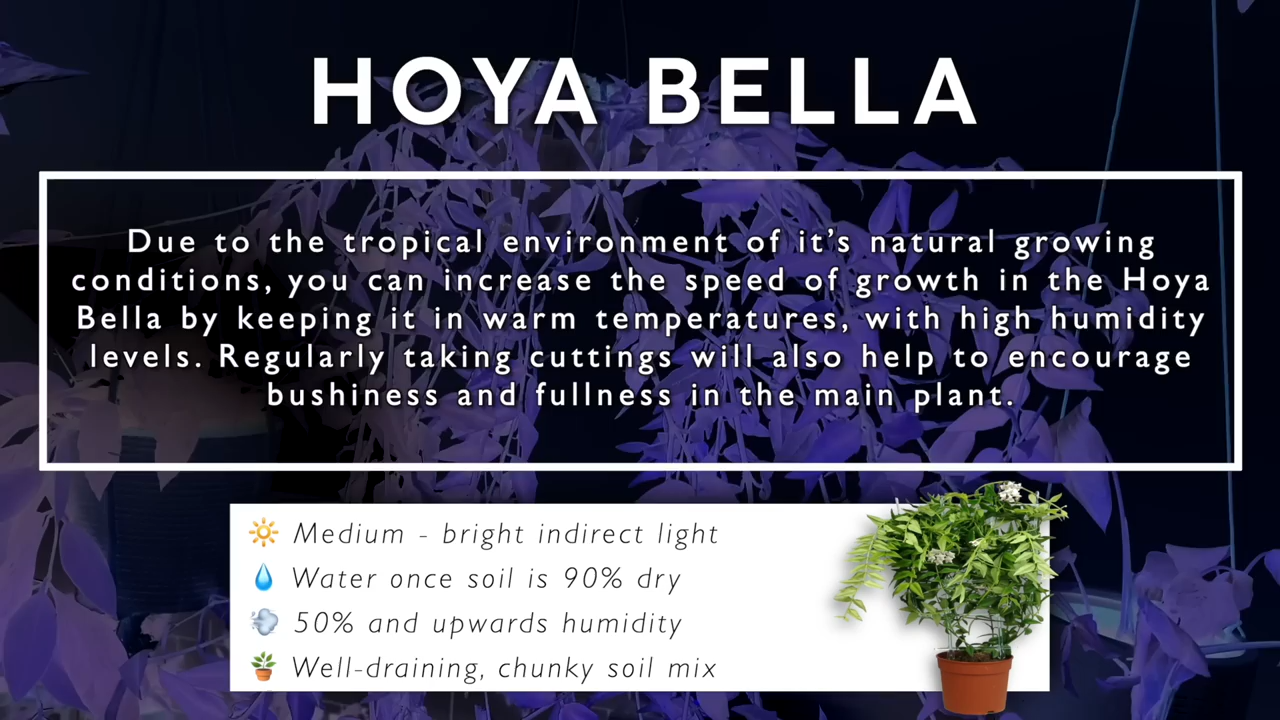 HOYA BELLA
Due to the tropical environment of it’s natural growing
conditions, you can increase the speed of growth in the Hoya
Bella by keeping it in warm temperatures, with high humidity
levels. Regularly taking cuttings will also help to encourage
bushiness and fullness in the main plant.
Medium - bright indirect light
Water once soil is 90% dry
50% and upwards humidity
Well-draining, chunky soil mix